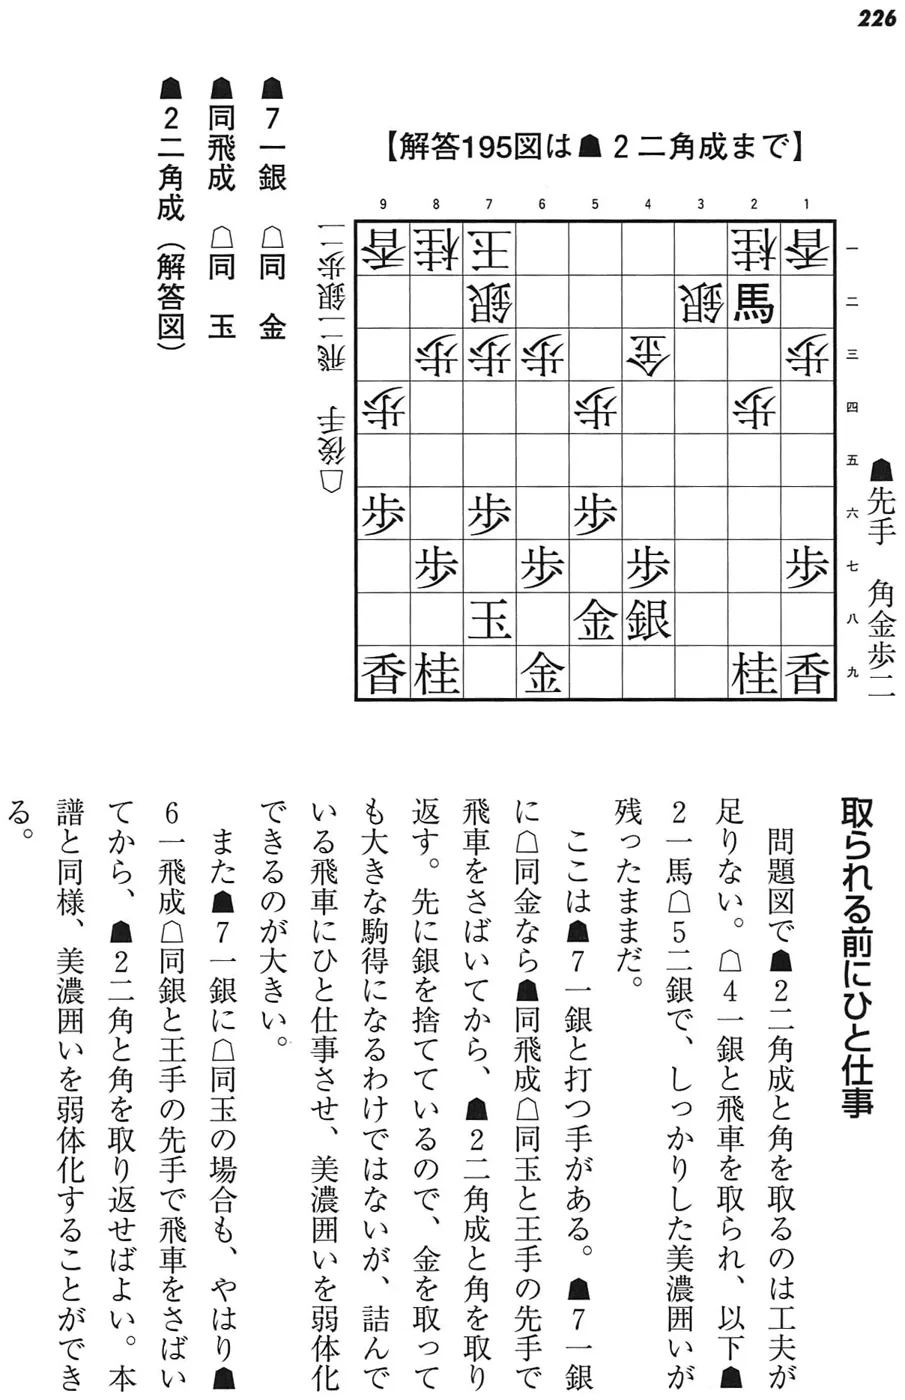 226
【解答195図は☗２二角成まで】
☗７一銀　☖同　金
☗同飛成　☖同　玉
☗２二角成（解答図）
9 8 7 6 5 4 3 2 1
香桂王桂香一
銀銀馬二
歩歩歩金歩三
歩歩歩四
五
歩歩歩六
歩歩歩歩七
玉金銀八
香桂金桂香九
☗先手　角金歩二
☖後手　飛二銀歩二
取られる前にひと仕事
問題図で☗２二角成と角を取るのは工夫が
足りない。☖４一銀と飛車を取られ、以下☗
２一馬☖５二銀で、しっかりした美濃囲いが
残ったままだ。
ここは☗７一銀と打つ手がある。☗７一銀
に☖同金なら☗同飛成☖同玉と王手の先手で
飛車をさばいてから、☗２二角成と角を取り
返す。先に銀を捨てているので、金を取って
も大きな駒得になるわけではないが、詰んで
いる飛車にひと仕事させ、美濃囲いを弱体化
できるのが大きい。
また☗７一銀に☖同玉の場合も、やはり☗
６一飛成☖同銀と王手の先手で飛車をさばい
てから、☗２二角と角を取り返せばよい。本
譜と同様、美濃囲いを弱体化することができ
る。